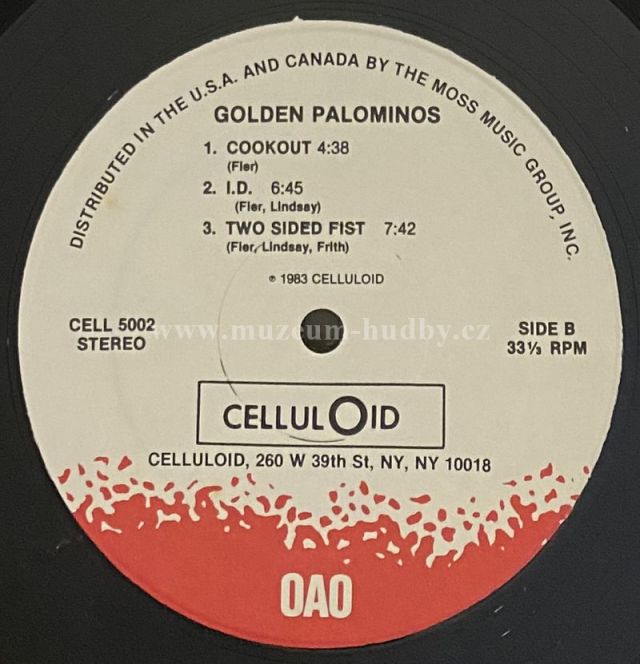 DISTRIBUTED IN THE U.S.A. AND CANADA BY THE MOSS MUSIC GROUP, INC.
GOLDEN PALOMINOS
1. COOKOUT 4:38
(Fier)
2. I.D. 6:45
(Fier, Lindsay)
3. TWO SIDED FIST 7:42
(Fier, Lindsay, Frith)
℗ 1983 CELLULOID
CELL 5002
STEREO
www.muzeum-hudby.cz
SIDE B
33⅓ RPM
CELLULOID
CELLULOID, 260 W 39th St, NY, NY 10018
OAO